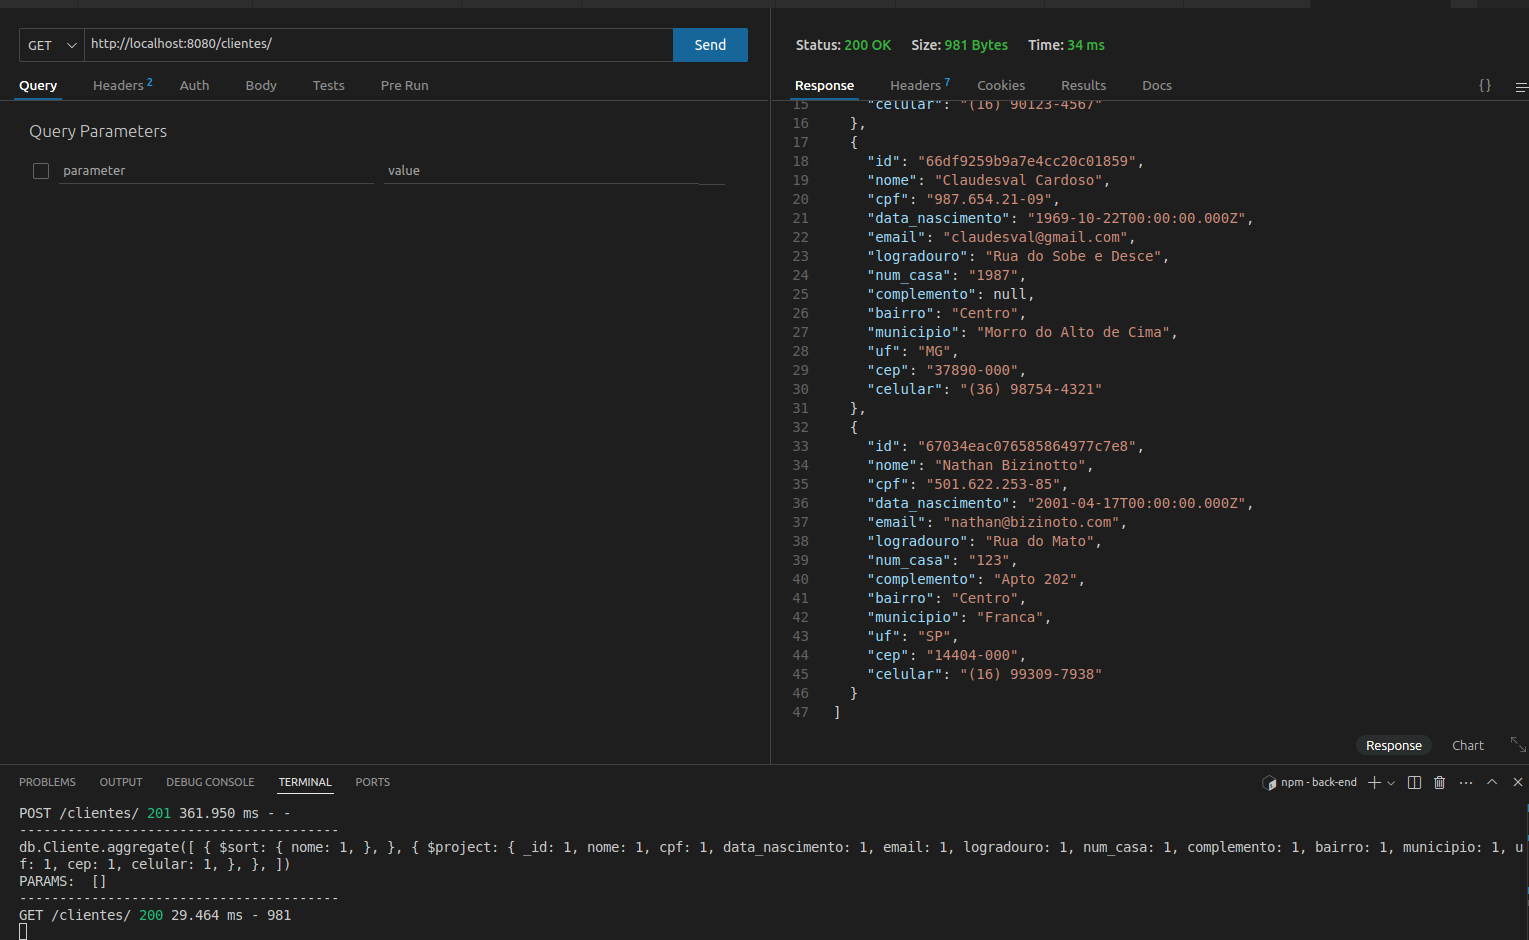 GET http://localhost:8080/clientes/ Send
Query Headers 2 Auth Body Tests Pre Run
Query Parameters
parameter value
Status: 200 OK Size: 981 Bytes Time: 34 ms
Response Headers 7 Cookies Results Docs {}
15 "celular": "(16) 90123-4567"
16 },
17 {
18 "id": "66df9259b9a7e4cc20c01859",
19 "nome": "Claudesval Cardoso",
20 "cpf": "987.654.21-09",
21 "data_nascimento": "1969-10-22T00:00:00.000Z",
22 "email": "claudesval@gmail.com",
23 "logradouro": "Rua do Sobe e Desce",
24 "num_casa": "1987",
25 "complemento": null,
26 "bairro": "Centro",
27 "municipio": "Morro do Alto de Cima",
28 "uf": "MG",
29 "cep": "37890-000",
30 "celular": "(36) 98754-4321"
31 },
32 {
33 "id": "67034eac076585864977c7e8",
34 "nome": "Nathan Bizinotto",
35 "cpf": "501.622.253-85",
36 "data_nascimento": "2001-04-17T00:00:00.000Z",
37 "email": "nathan@bizinoto.com",
38 "logradouro": "Rua do Mato",
39 "num_casa": "123",
40 "complemento": "Apto 202",
41 "bairro": "Centro",
42 "municipio": "Franca",
43 "uf": "SP",
44 "cep": "14404-000",
45 "celular": "(16) 99309-7938"
46 }
47 ]
Response Chart
PROBLEMS OUTPUT DEBUG CONSOLE TERMINAL PORTS npm - back-end
POST /clientes/ 201 361.950 ms - -
----------------------------------------
db.Cliente.aggregate([ { $sort: { nome: 1, }, }, { $project: { _id: 1, nome: 1, cpf: 1, data_nascimento: 1, email: 1, logradouro: 1, num_casa: 1, complemento: 1, bairro: 1, municipio: 1, u
f: 1, cep: 1, celular: 1, }, }, ])
PARAMS: []
----------------------------------------
GET /clientes/ 200 29.464 ms - 981